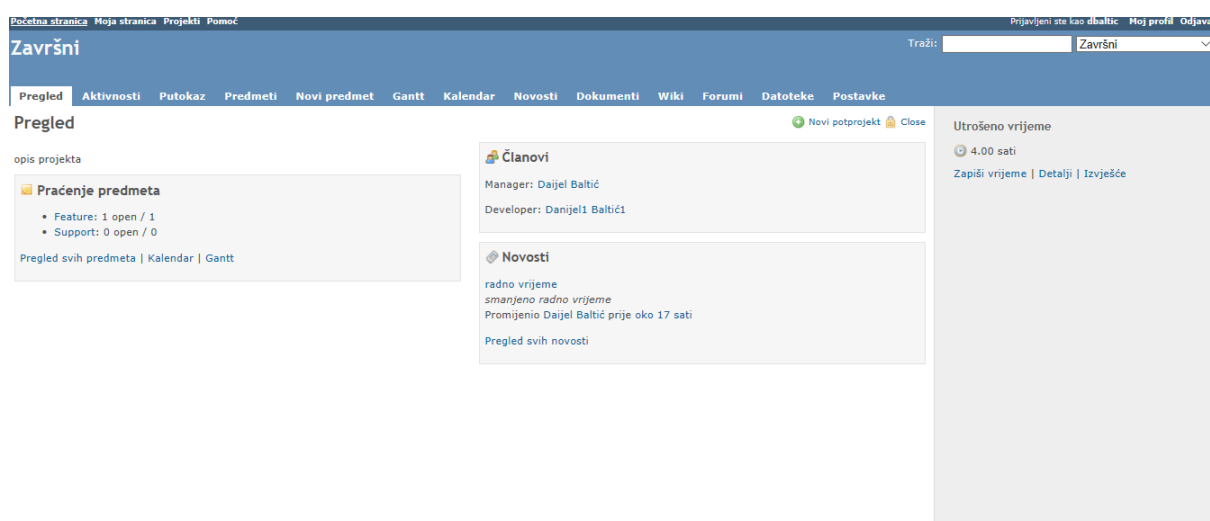 Početna stranica Moja stranica Projekti Pomoć
Prijavljeni ste kao dbaltic Moj profil Odjava
Završni
Traži: Završni
Pregled Aktivnosti Putokaz Predmeti Novi predmet Gantt Kalendar Novosti Dokumenti Wiki Forumi Datoteke Postavke
Pregled
Novi potprojekt Close
opis projekta
Praćenje predmeta
Feature: 1 open / 1
Support: 0 open / 0
Pregled svih predmeta | Kalendar | Gantt
Članovi
Manager: Daijel Baltić
Developer: Danijel1 Baltić1
Novosti
radno vrijeme
smanjeno radno vrijeme
Promijenio Daijel Baltić prije oko 17 sati
Pregled svih novosti
Utrošeno vrijeme
4.00 sati
Zapiši vrijeme | Detalji | Izvješće